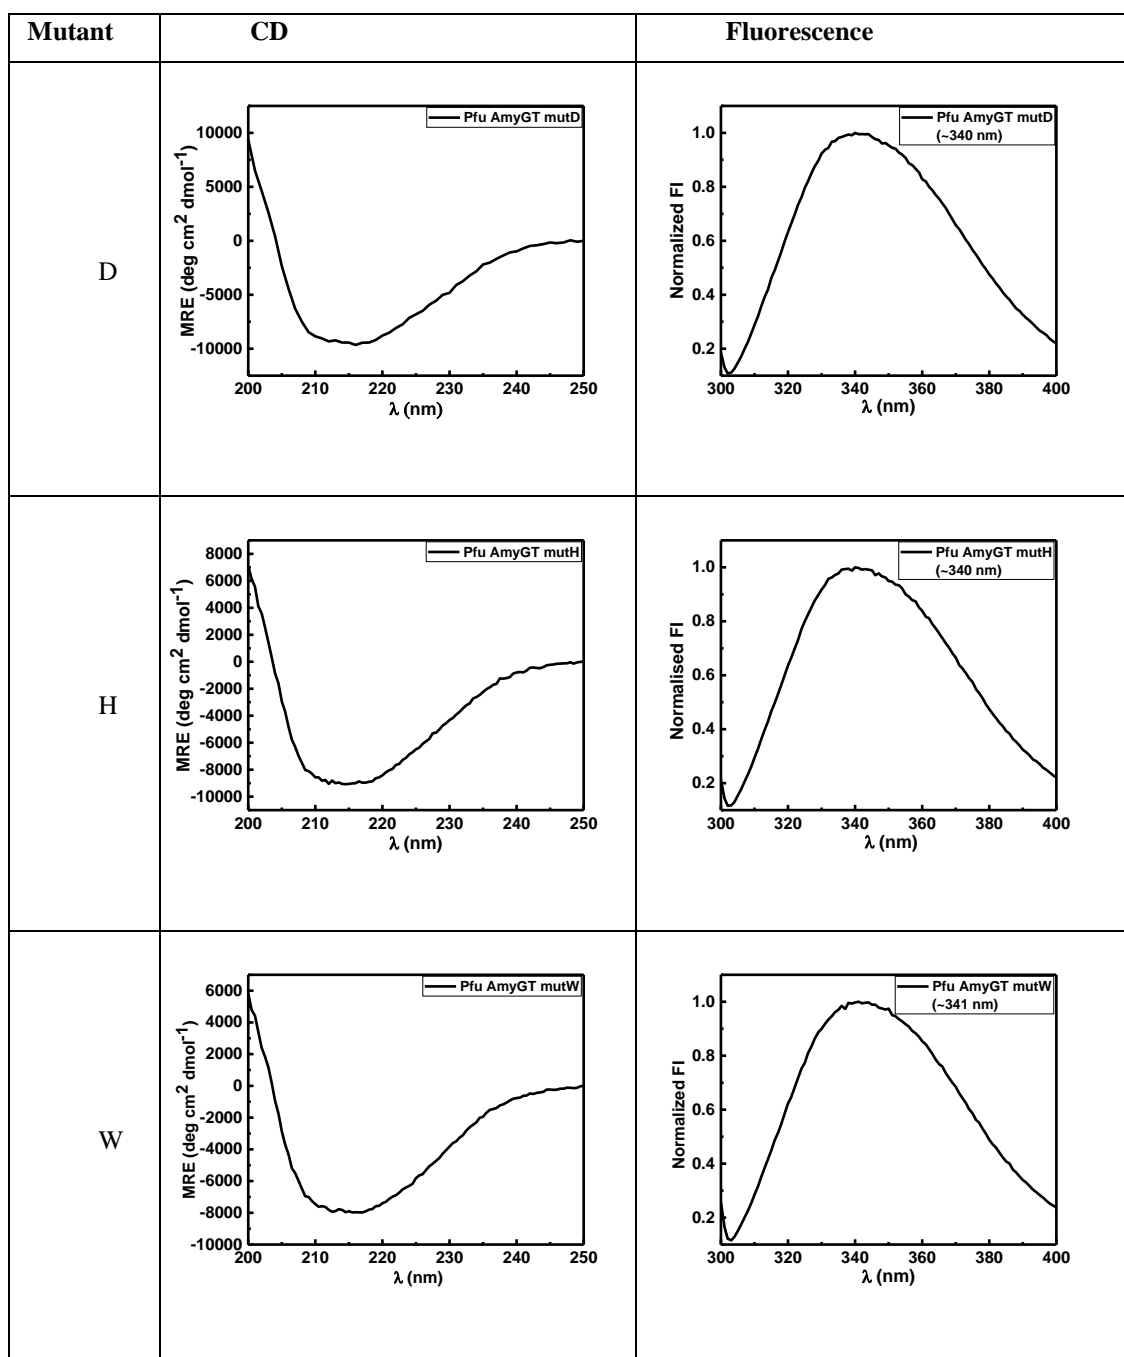 Mutant CD Fluorescence
D
Pfu AmyGT mutD
MRE (deg cm2 dmol-1)
10000
5000
0
-5000
-10000
200 210 220 230 240 250
λ (nm)
Pfu AmyGT mutD
(~340 nm)
Normalized FI
1.0
0.8
0.6
0.4
0.2
300 320 340 360 380 400
λ (nm)
H
Pfu AmyGT mutH
MRE (deg cm2 dmol-1)
8000
6000
4000
2000
0
-2000
-4000
-6000
-8000
-10000
200 210 220 230 240 250
λ (nm)
Pfu AmyGT mutH
(~340 nm)
Normalised FI
1.0
0.8
0.6
0.4
0.2
300 320 340 360 380 400
λ (nm)
W
Pfu AmyGT mutW
MRE (deg cm2 dmol-1)
6000
4000
2000
0
-2000
-4000
-6000
-8000
-10000
200 210 220 230 240 250
λ (nm)
Pfu AmyGT mutW
(~341 nm)
Normalized FI
1.0
0.8
0.6
0.4
0.2
300 320 340 360 380 400
λ (nm)